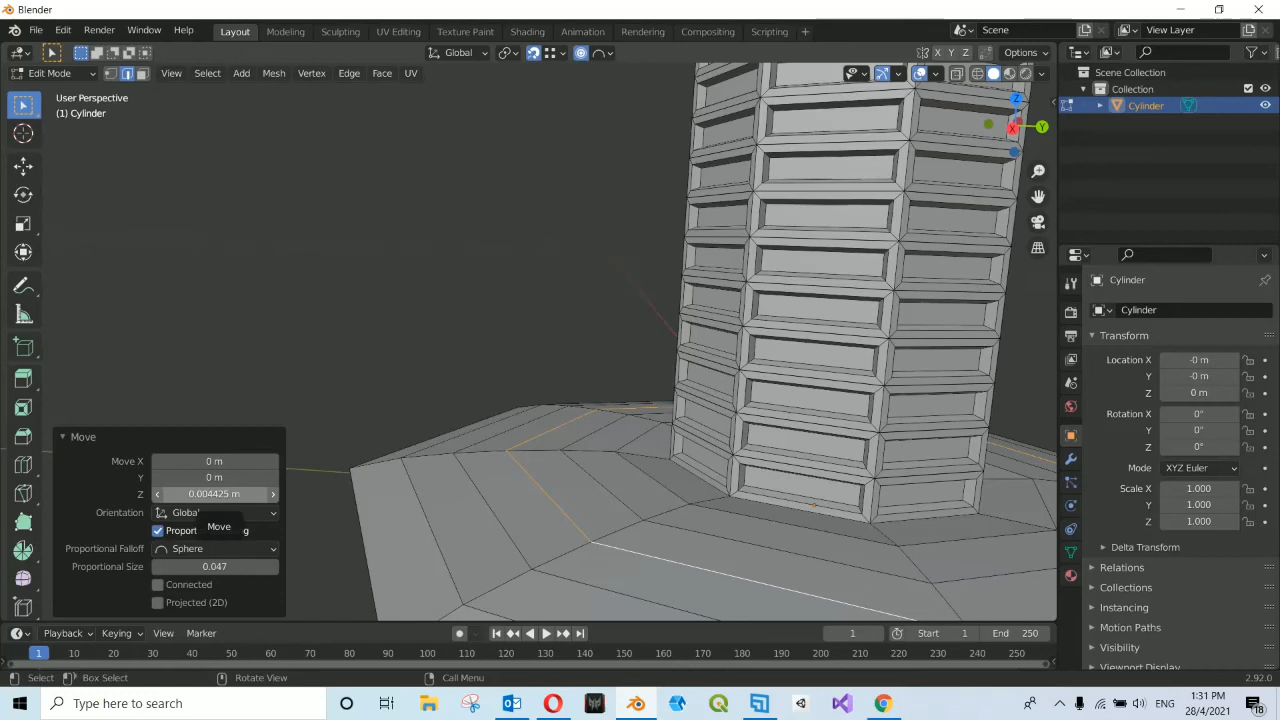 Blender
File Edit Render Window Help Layout Modeling Sculpting UV Editing Texture Paint Shading Animation Rendering Compositing Scripting + Scene View Layer
Global X Y Z Options
Edit Mode View Select Add Mesh Vertex Edge Face UV
Scene Collection
Collection
Cylinder
User Perspective
(1) Cylinder
Z
X
Y
Cylinder
Cylinder
Transform
Location X -0 m
Y -0 m
Z 0 m
Rotation X 0°
Y 0°
Z 0°
Mode XYZ Euler
Scale X 1.000
Y 1.000
Z 1.000
Delta Transform
Relations
Collections
Instancing
Motion Paths
Visibility
Viewport Display
Move
Move X 0 m
Y 0 m
Z 0.004425 m
Orientation Global
Move
Proport g
Proportional Falloff Sphere
Proportional Size 0.047
Connected
Projected (2D)
Playback Keying View Marker 1 Start 1 End 250
1 10 20 30 40 50 60 70 80 90 100 110 120 130 140 150 160 170 180 190 200 210 220 230 240 250
Select Box Select Rotate View Call Menu 2.92.0
Type here to search ENG 1:31 PM
28/4/2021 18